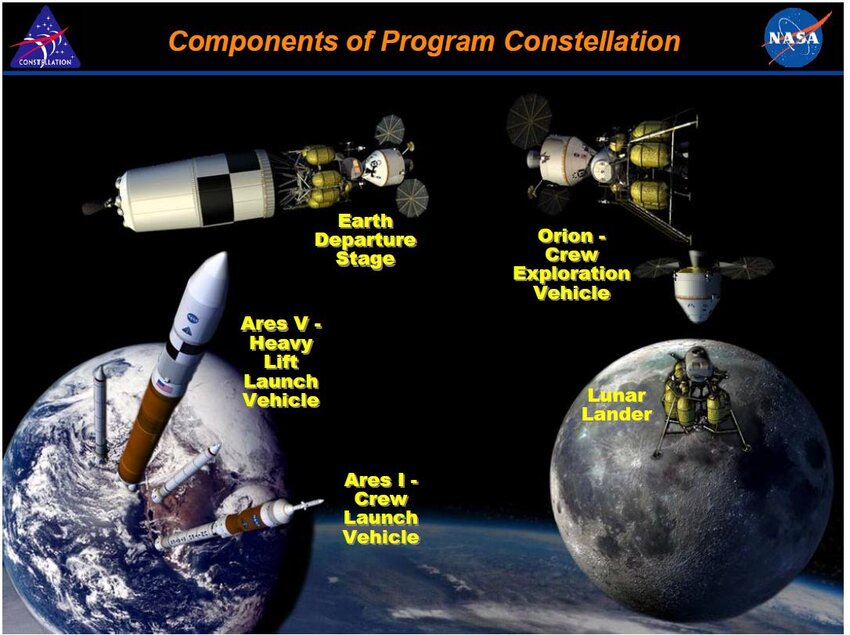 Components of Program Constellation
CONSTELLATION
NASA
Earth
Departure
Stage
Orion -
Crew
Exploration
Vehicle
Ares V -
Heavy
Lift
Launch
Vehicle
Lunar
Lander
Ares I -
Crew
Launch
Vehicle